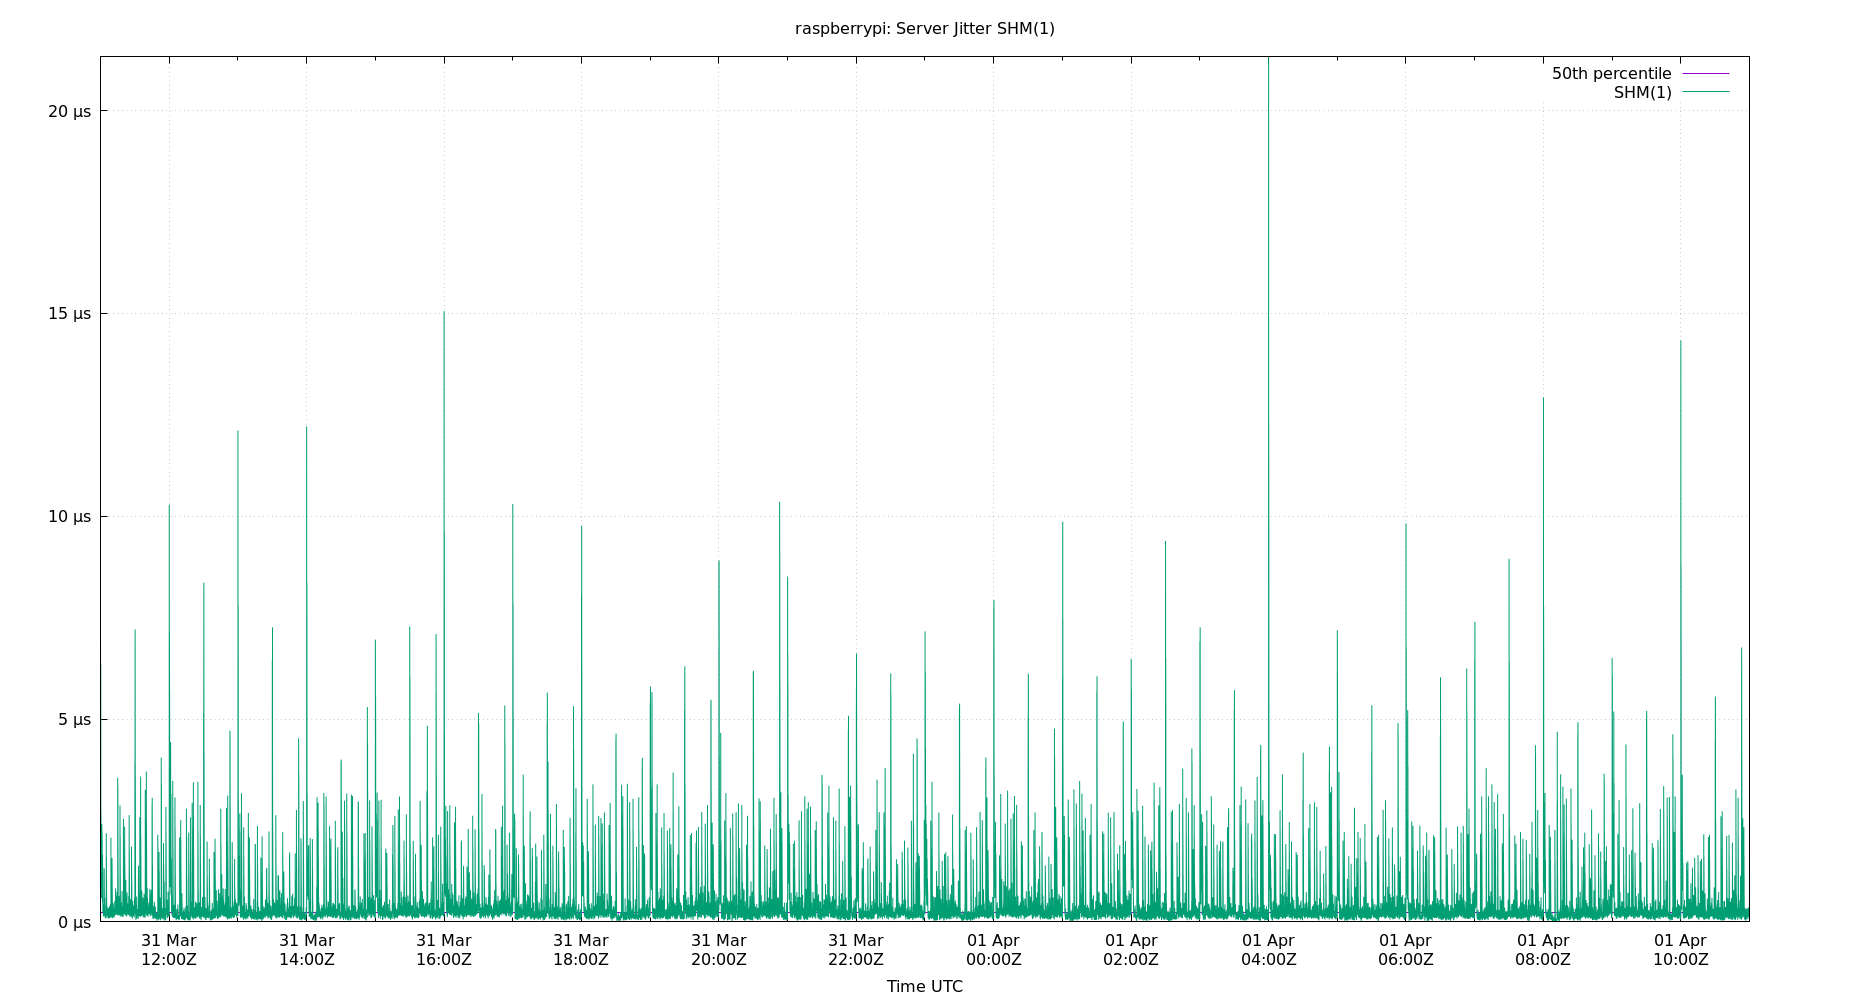 raspberrypi: Server Jitter SHM(1)
50th percentile
SHM(1)
20 µs
15 µs
10 µs
5 µs
0 µs
31 Mar 31 Mar 31 Mar 31 Mar 31 Mar 31 Mar 01 Apr 01 Apr 01 Apr 01 Apr 01 Apr 01 Apr
12:00Z 14:00Z 16:00Z 18:00Z 20:00Z 22:00Z 00:00Z 02:00Z 04:00Z 06:00Z 08:00Z 10:00Z
Time UTC